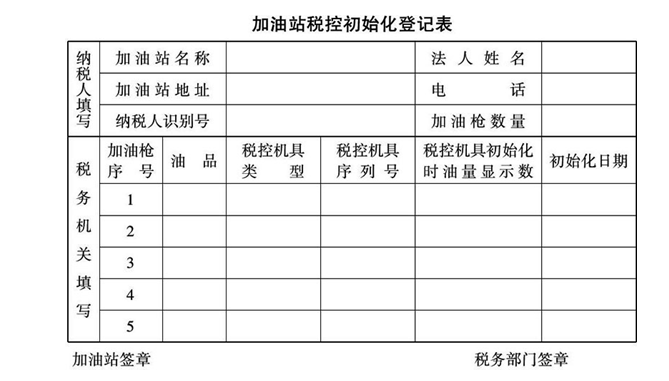 加油站税控初始化登记表
纳税人填写
加油站名称
法人姓名
加油站地址
电话
纳税人识别号
加油枪数量
税务机关填写
加油枪
序号
油品
税控机具
类型
税控机具
序列号
税控机具初始化
时油量显示数
初始化日期
1
2
3
4
5
加油站签章
税务部门签章